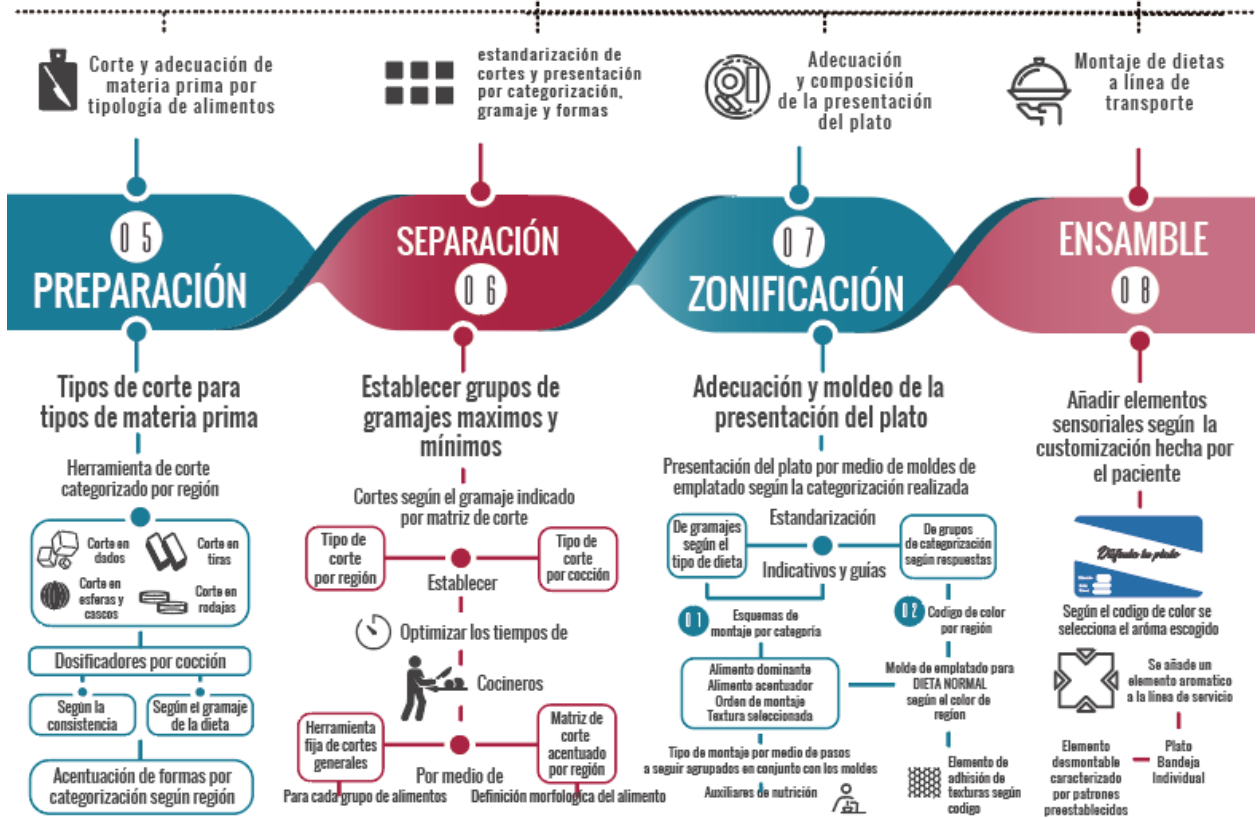 Corte y adecuación de
materia prima por
tipología de alimentos
estandarización de
cortes y presentación
por categorización,
gramaje y formas
Adecuación
y composición
de la presentación
del plato
Montaje de dietas
a línea de
transporte
05
PREPARACIÓN
SEPARACIÓN
06
07
ZONIFICACIÓN
ENSAMBLE
08
Tipos de corte para
tipos de materia prima
Herramienta de corte
categorizado por región
Corte en
dados
Corte en
tiras
Corte en
esferas y
cascos
Corte en
rodajas
Dosificadores por cocción
Según la
consistencia
Según el gramaje
de la dieta
Acentuación de formas por
categorización según región
Establecer grupos de
gramajes maximos y
mínimos
Cortes según el gramaje indicado
por matriz de corte
Tipo de
corte
por región
Tipo de
corte
por cocción
Establecer
Optimizar los tiempos de
Cocineros
Herramienta
fija de cortes
generales
Matriz de
corte
acentuado
por región
Por medio de
Para cada grupo de alimentos
Definición morfologica del alimento
Adecuación y moldeo de la
presentación del plato
Presentación del plato por medio de moldes de
emplatado según la categorización realizada
De gramajes
según el
tipo de dieta
Estandarización
De grupos
de categorización
según respuestas
Indicativos y guías
01
Esquemas de
montaje por categoría
02
Codigo de color
por región
Alimento dominante
Alimento acentuador
Orden de montaje
Textura seleccionada
Molde de emplatado para
DIETA NORMAL
según el color de
region
Tipo de montaje por medio de pasos
a seguir agrupados en conjunto con los moldes
Auxiliares de nutrición
Elemento de
adhisión de
texturas según
codigo
Añadir elementos
sensoriales según la
customización hecha por
el paciente
Disfruta tu plato
Según el codigo de color se
selecciona el aróma escogido
Se añade un
elemento aromatico
a la línea de servicio
Elemento
desmontable
caracterizado
por patrones
preestablecidos
Plato
Bandeja
Individual